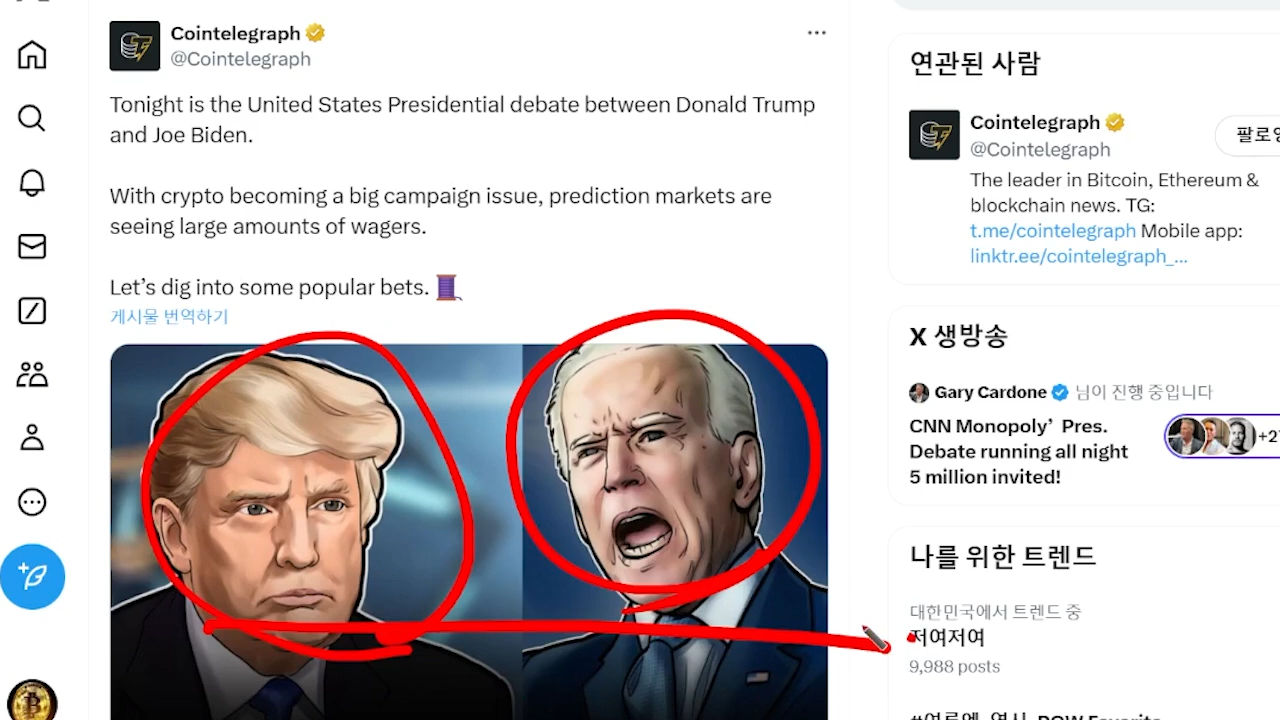 Cointelegraph
@Cointelegraph
Tonight is the United States Presidential debate between Donald Trump
and Joe Biden.
With crypto becoming a big campaign issue, prediction markets are
seeing large amounts of wagers.
Let’s dig into some popular bets.
게시물 번역하기
연관된 사람
Cointelegraph
@Cointelegraph
팔로잉
The leader in Bitcoin, Ethereum &
blockchain news. TG:
t.me/cointelegraph Mobile app:
linktr.ee/cointelegraph_...
X 생방송
Gary Cardone 님이 진행 중입니다
CNN Monopoly’ Pres.
Debate running all night
5 million invited!
+27
나를 위한 트렌드
대한민국에서 트렌드 중
저여저여
9,988 posts